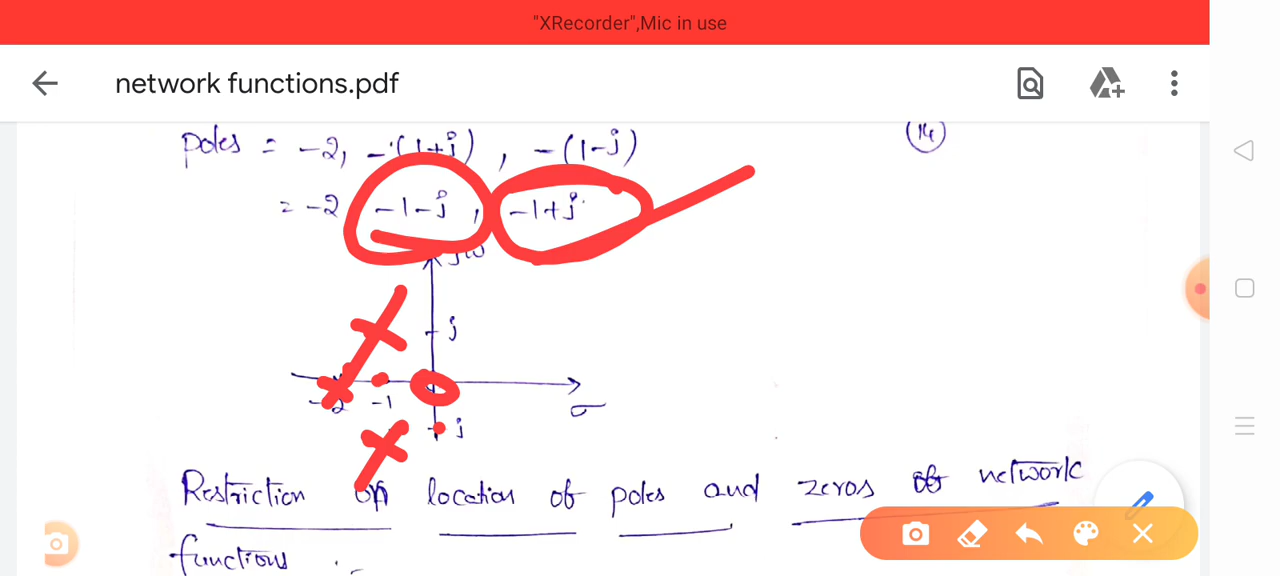 "XRecorder",Mic in use
network functions.pdf
poles = -2, -(1+j), -(1-j)
14
= -2, -1-j, -1+j
jω
j
-2 -1
σ
j
Restriction on location of poles and zeros of network
functions :-